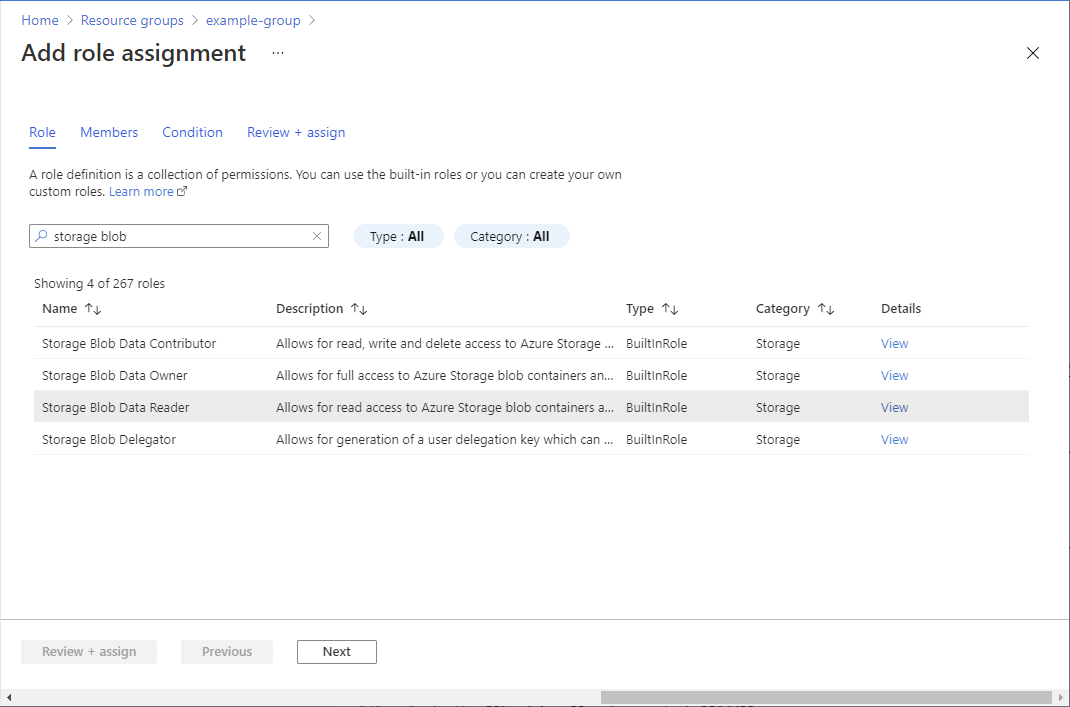 Home > Resource groups > example-group >
Add role assignment ...
Role Members Condition Review + assign
A role definition is a collection of permissions. You can use the built-in roles or you can create your own
custom roles. Learn more
storage blob Type : All Category : All
Showing 4 of 267 roles
Name ↑↓ Description ↑↓ Type ↑↓ Category ↑↓ Details
Storage Blob Data Contributor Allows for read, write and delete access to Azure Storage ... BuiltInRole Storage View
Storage Blob Data Owner Allows for full access to Azure Storage blob containers an... BuiltInRole Storage View
Storage Blob Data Reader Allows for read access to Azure Storage blob containers a... BuiltInRole Storage View
Storage Blob Delegator Allows for generation of a user delegation key which can ... BuiltInRole Storage View
Review + assign Previous Next